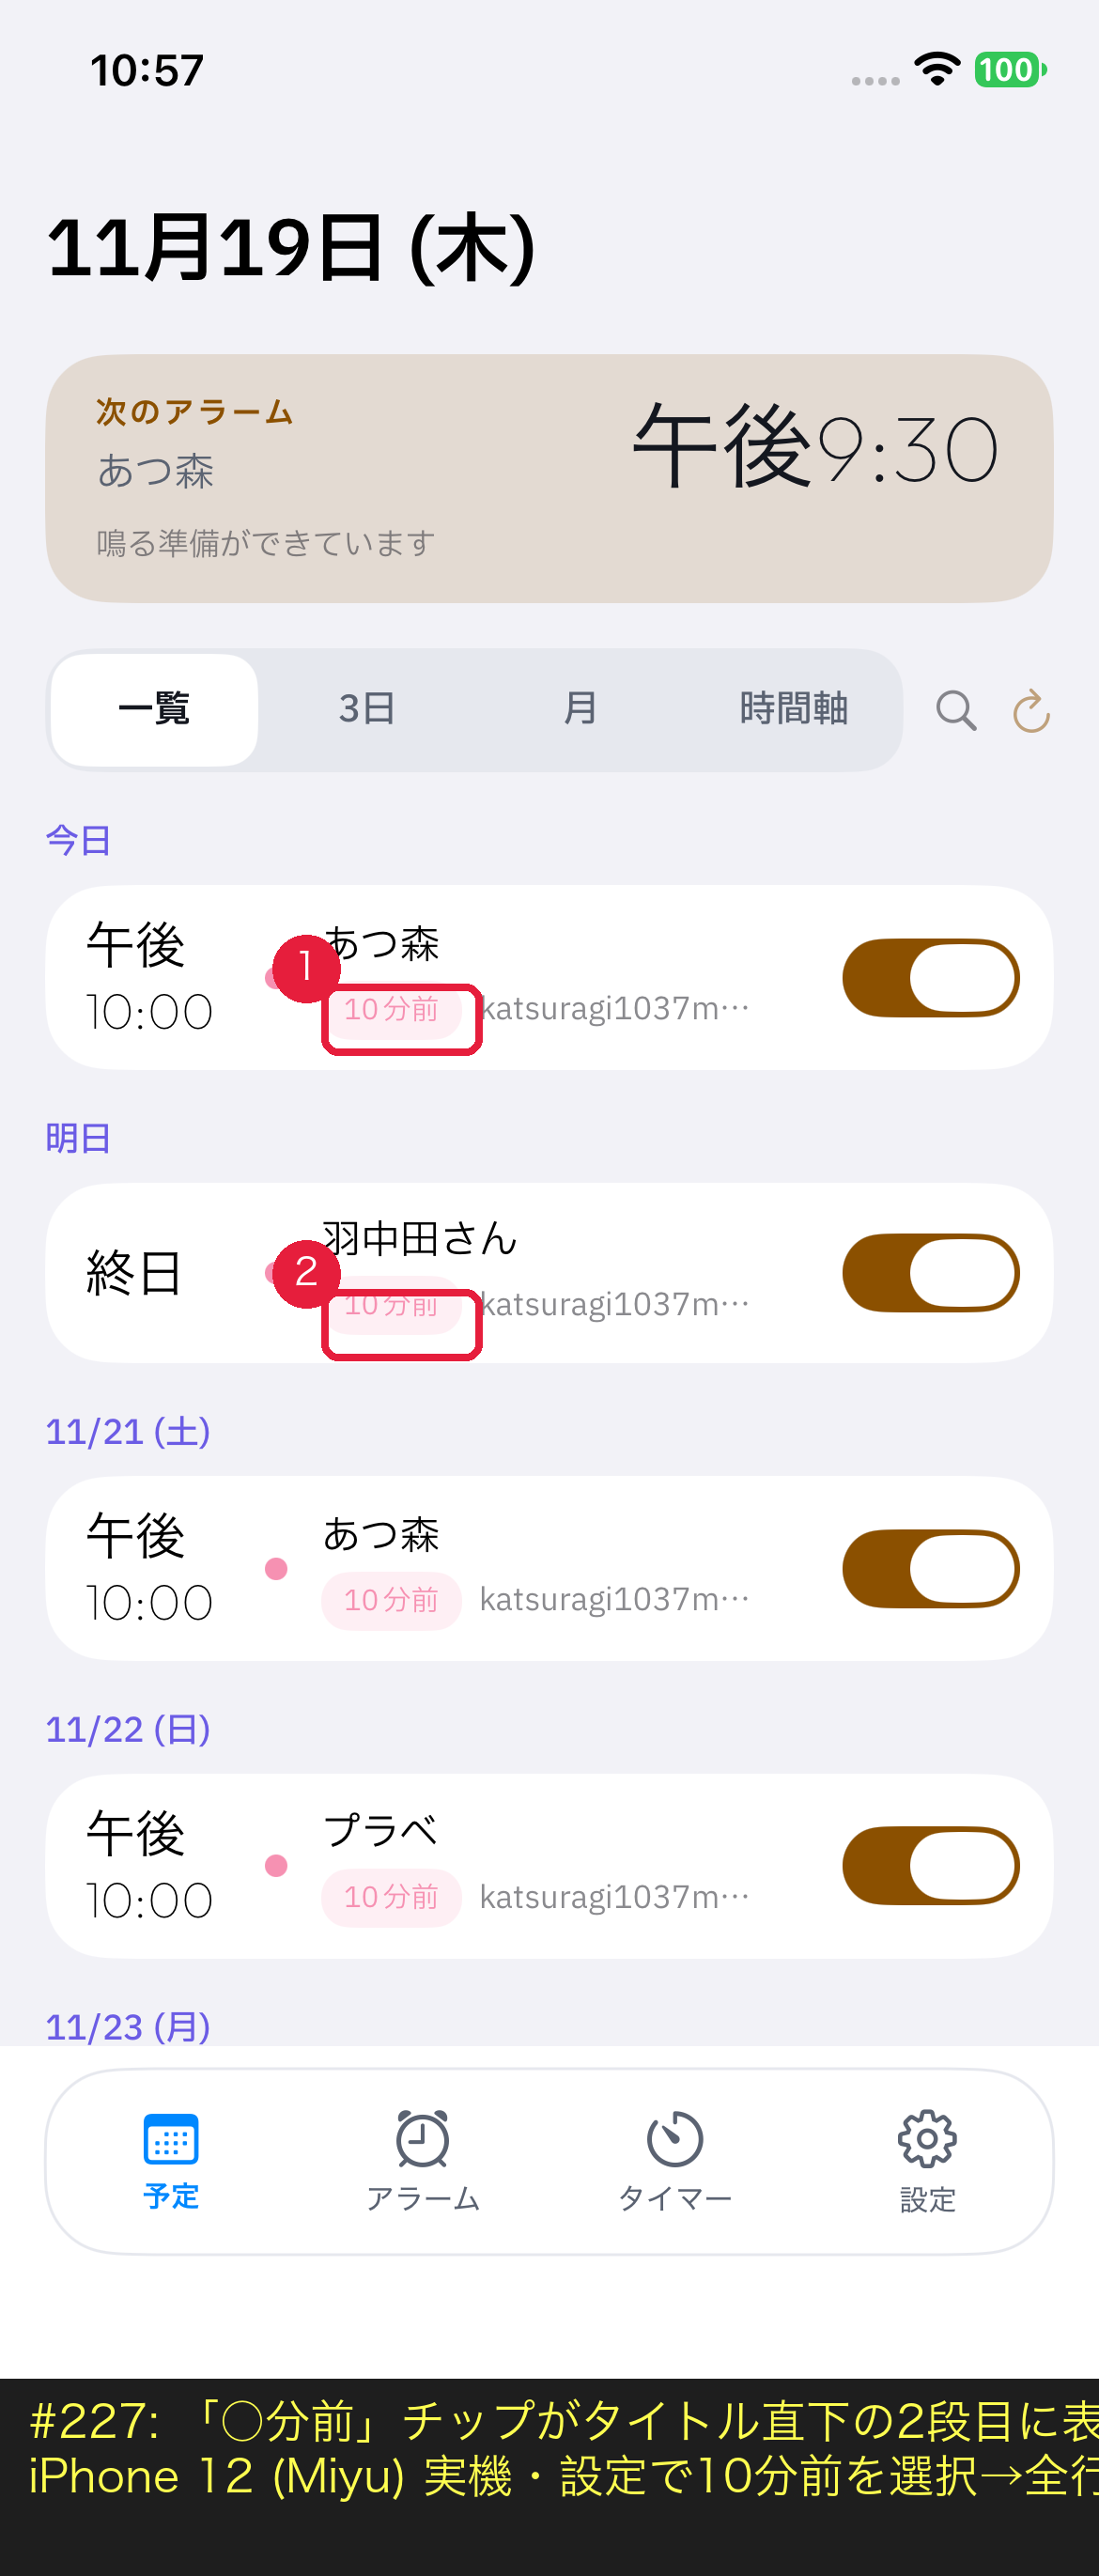 10:57
100
11月19日 (木)
次のアラーム
あつ森
鳴る準備ができています
午後9:30
一覧 3日 月 時間軸
今日
午後
10:00
1
あつ森
10分前 katsuragi1037m…
明日
終日
2
羽中田さん
10分前 katsuragi1037m…
11/21 (土)
午後
10:00
あつ森
10分前 katsuragi1037m…
11/22 (日)
午後
10:00
プラベ
10分前 katsuragi1037m…
11/23 (月)
予定 アラーム タイマー 設定
#227: 「○分前」チップがタイトル直下の2段目に表
iPhone 12 (Miyu) 実機・設定で10分前を選択→全行